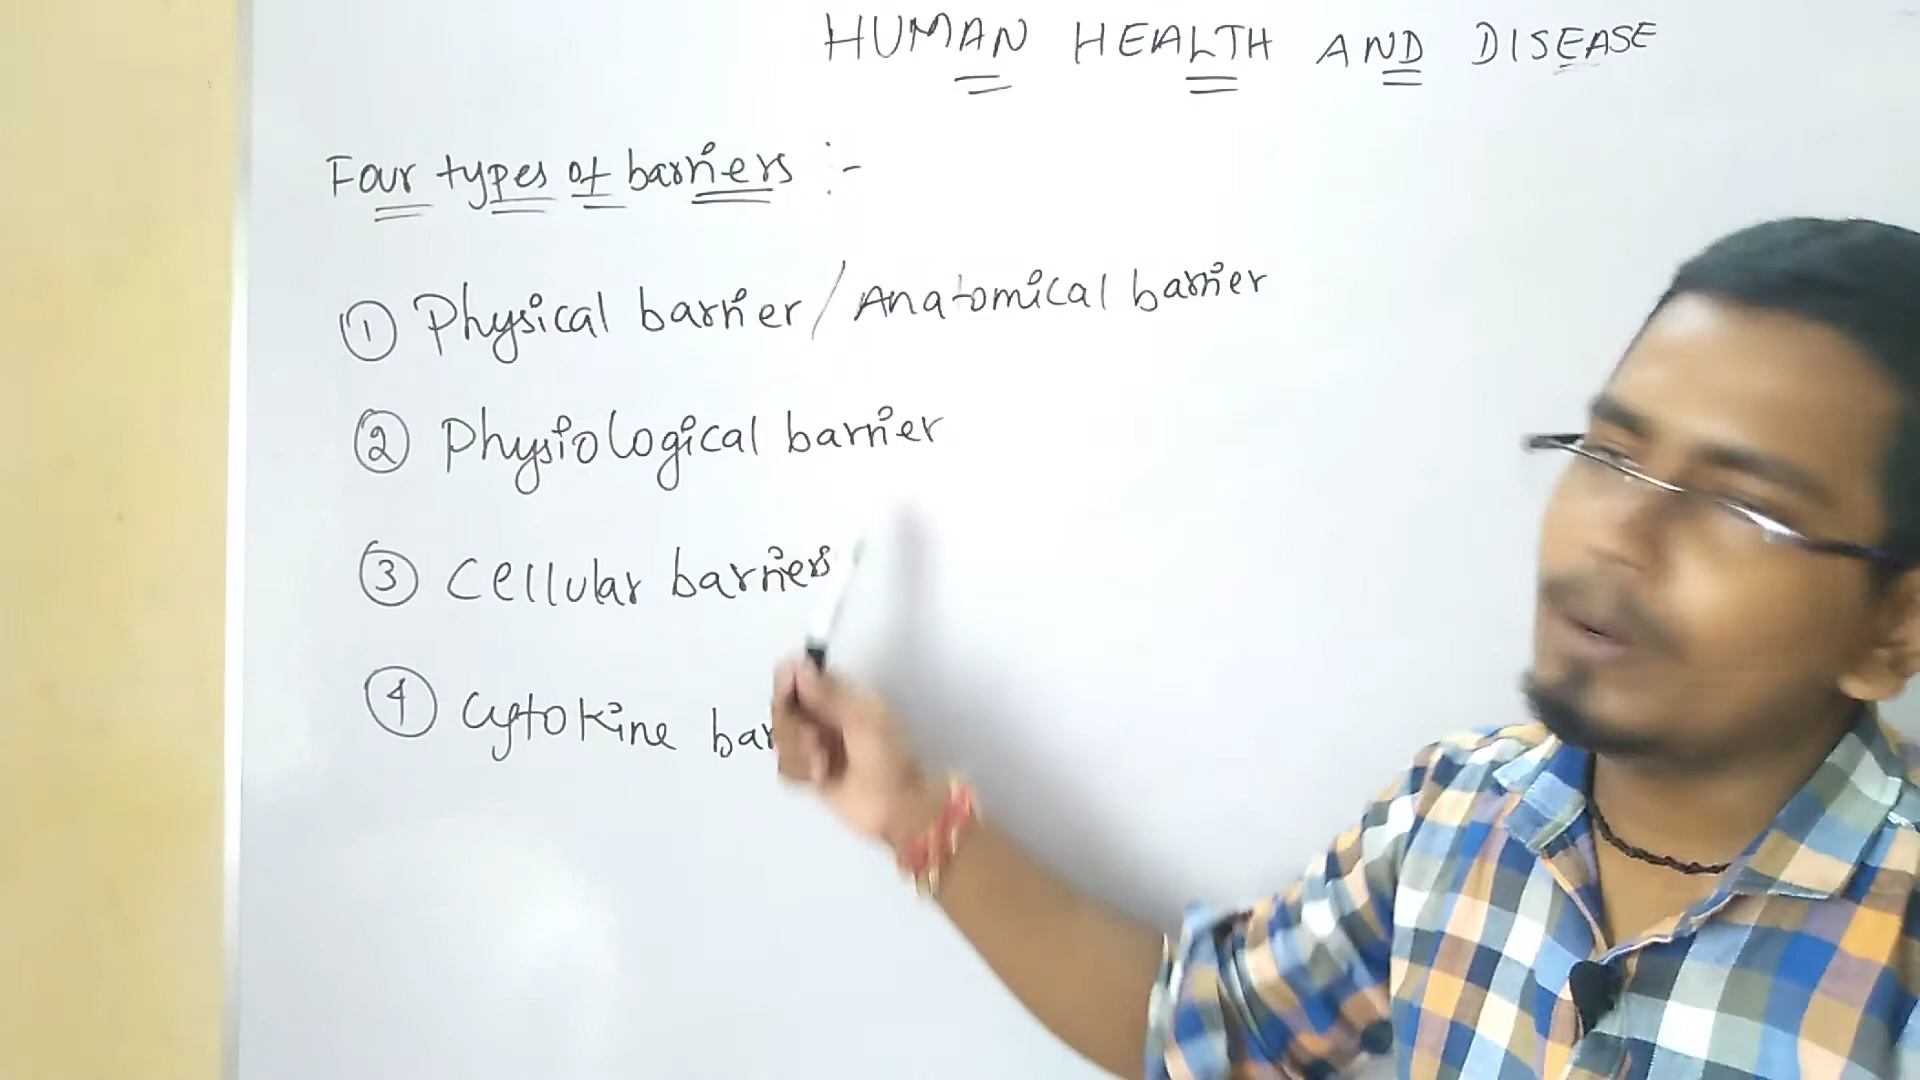 HUMAN HEALTH AND DISEASE
Four types of barriers :-
① Physical barrier / Anatomical barrier
② Physiological barrier
③ Cellular barriers
④ Cytokine bar